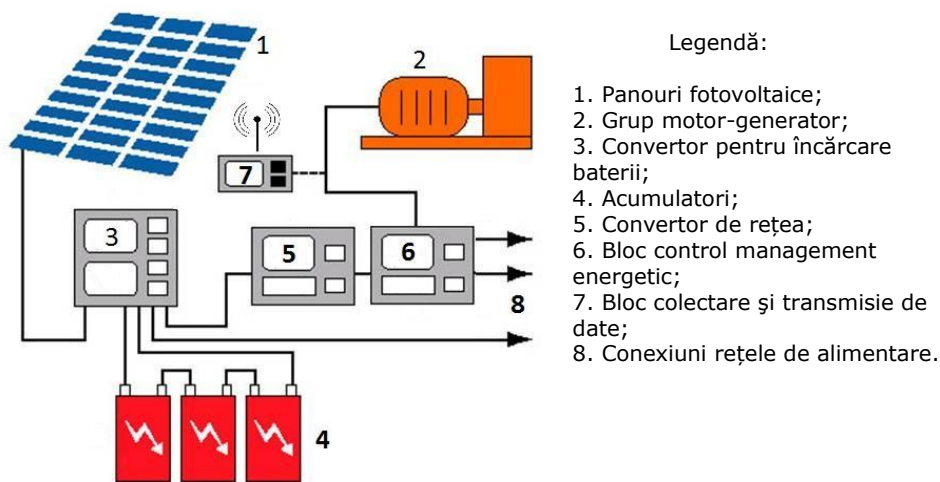 1
2
7
3
5
6
8
4
Legendă:
1. Panouri fotovoltaice;
2. Grup motor-generator;
3. Convertor pentru încărcare
baterii;
4. Acumulatori;
5. Convertor de rețea;
6. Bloc control management
energetic;
7. Bloc colectare şi transmisie de
date;
8. Conexiuni rețele de alimentare.